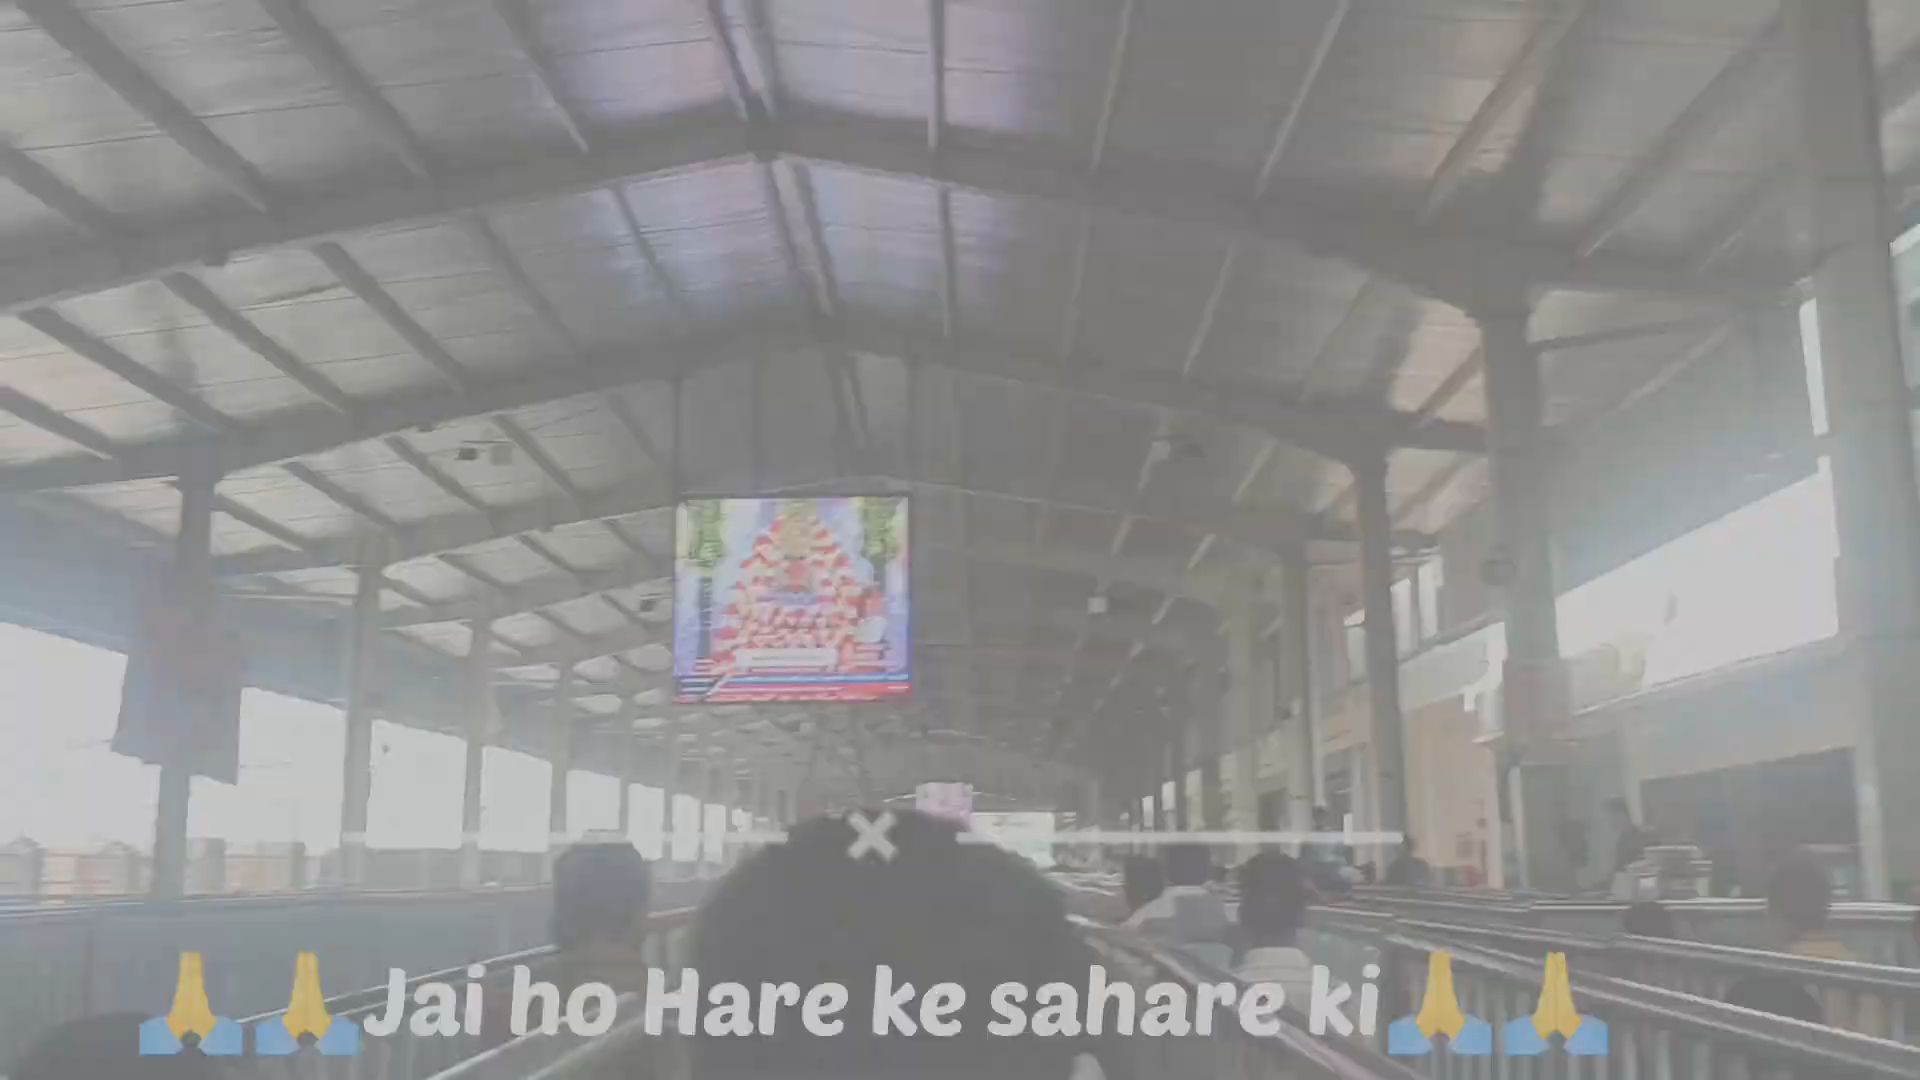 🙏🙏Jai ho Hare ke sahare ki🙏🙏